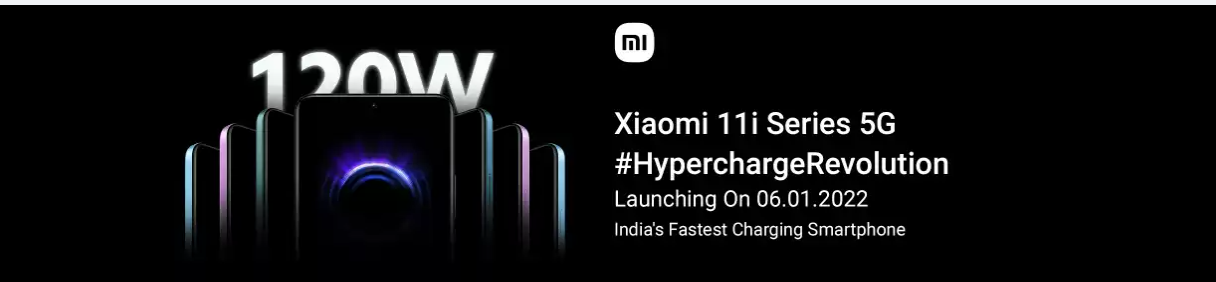 120W
mi
Xiaomi 11i Series 5G
#HyperchargeRevolution
Launching On 06.01.2022
India's Fastest Charging Smartphone